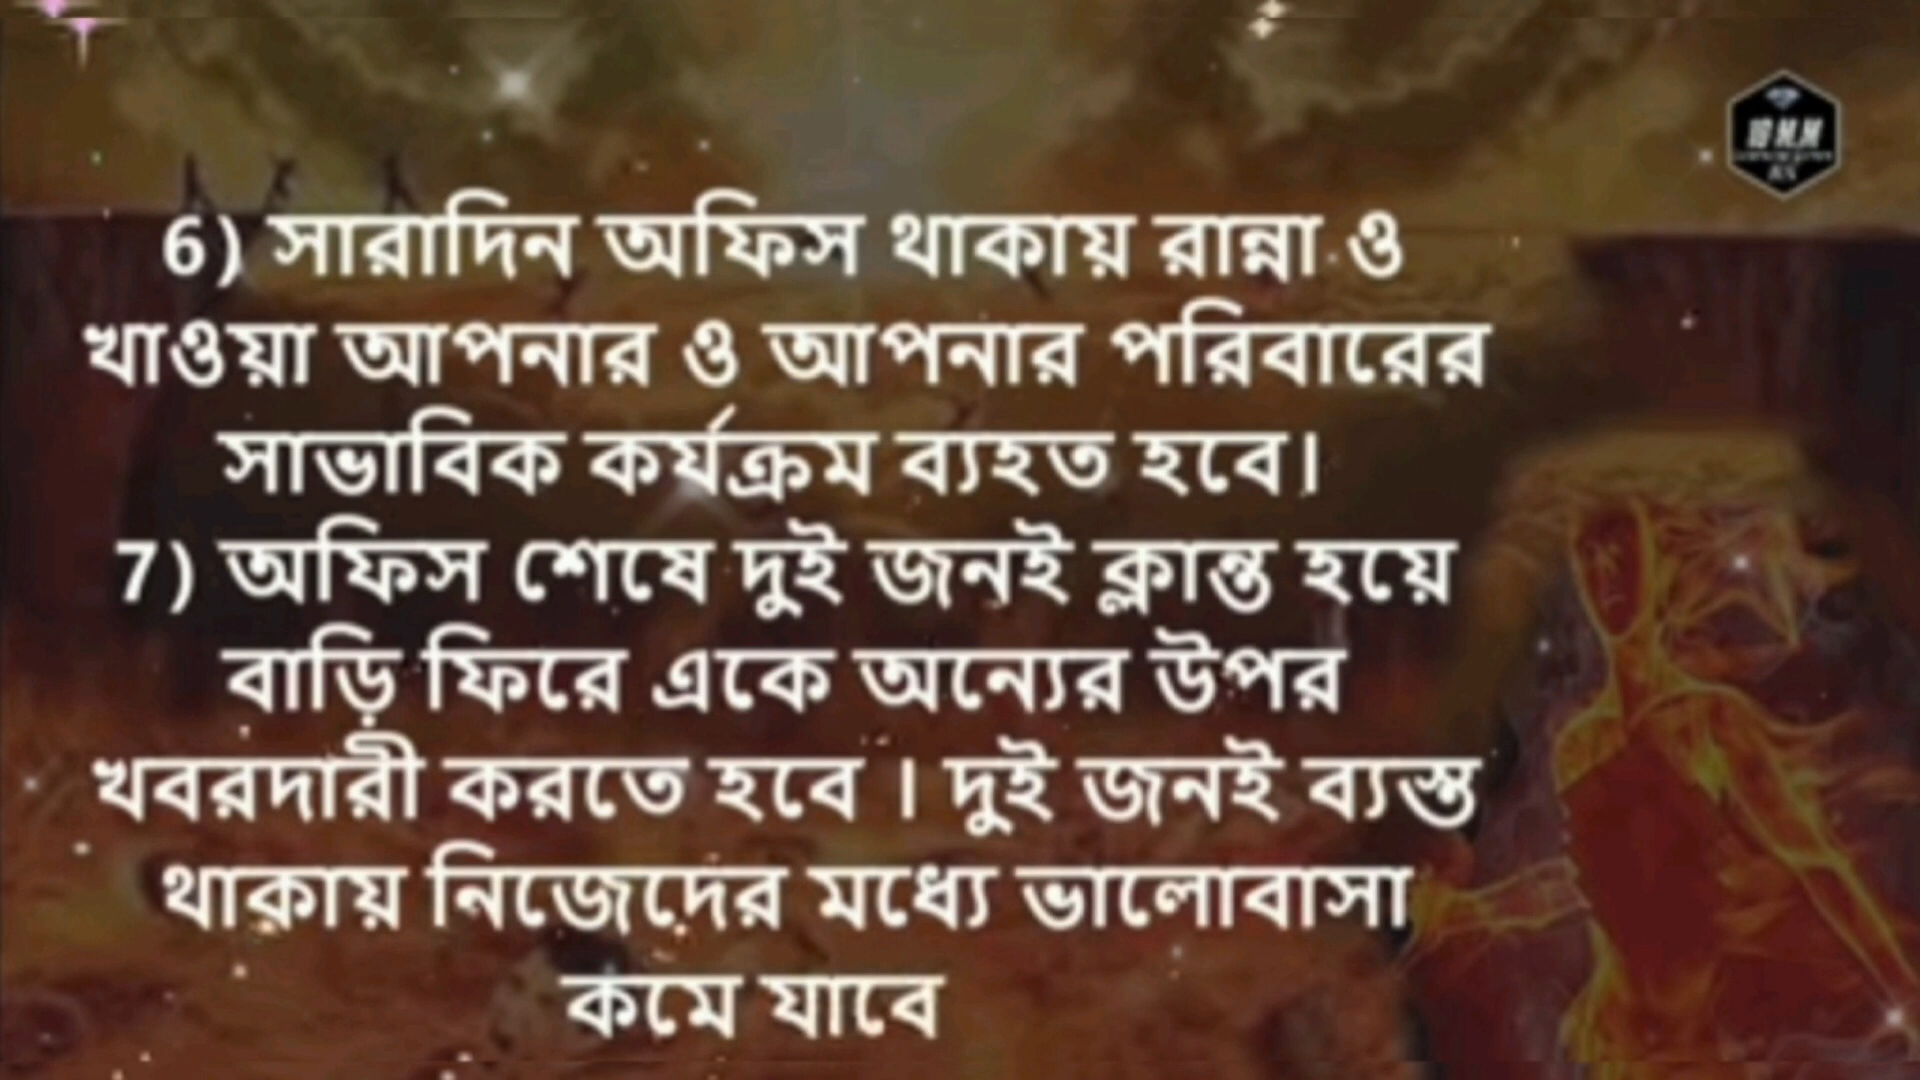 6) সারাদিন অফিস থাকায় রান্না ও
খাওয়া আপনার ও আপনার পরিবারের
সাভাবিক কর্যক্রম ব্যহত হবে।
7) অফিস শেষে দুই জনই ক্লান্ত হয়ে
বাড়ি ফিরে একে অন্যের উপর
খবরদারী করতে হবে । দুই জনই ব্যস্ত
থাকায় নিজেদের মধ্যে ভালোবাসা
কমে যাবে